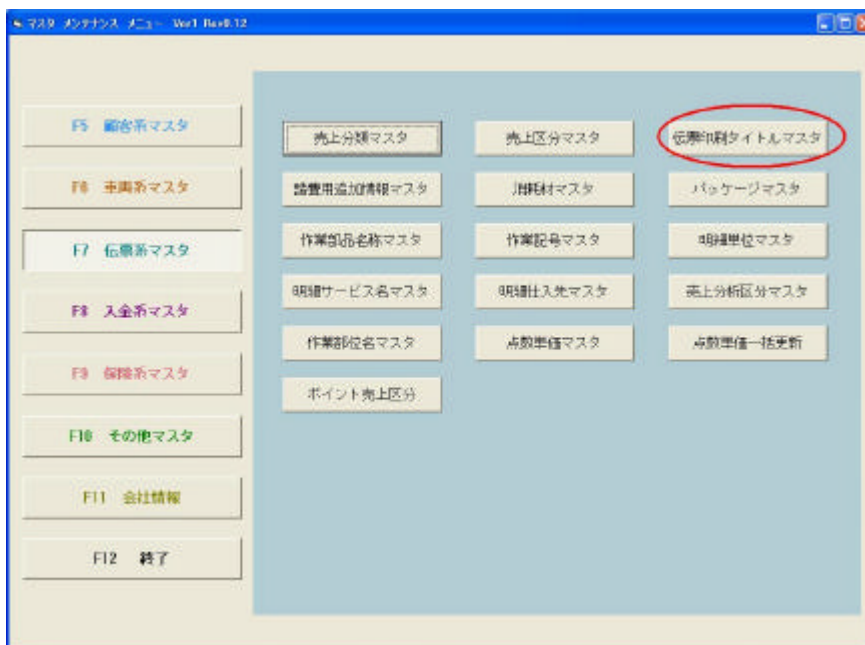 マスタ メンテナンス メニュー Ver1 Rev9.12
F5 顧客系マスタ
F6 車両系マスタ
F7 伝票系マスタ
F8 入金系マスタ
F9 保険系マスタ
F10 その他マスタ
F11 会社情報
F12 終了
売上分類マスタ
売上区分マスタ
伝票印刷タイトルマスタ
諸費用追加情報マスタ
消耗材マスタ
パッケージマスタ
作業部品名称マスタ
作業記号マスタ
明細単位マスタ
明細サービス名マスタ
明細仕入先マスタ
売上分析区分マスタ
作業部位名マスタ
点数単価マスタ
点数単価一括更新
ポイント売上区分